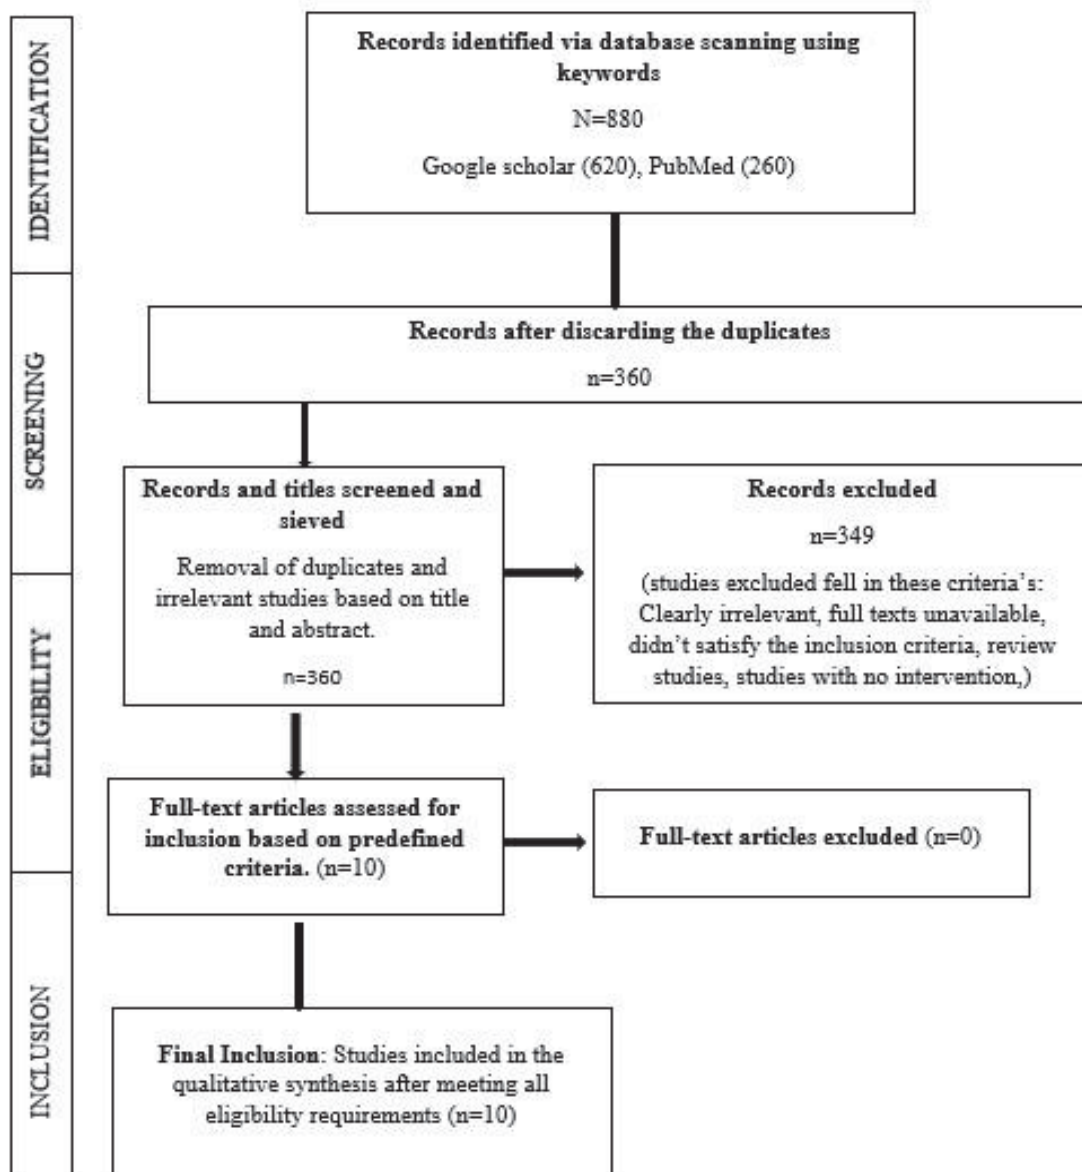 IDENTIFICATION
Records identified via database scanning using
keywords
N=880
Google scholar (620), PubMed (260)
SCREENING
Records after discarding the duplicates
n=360
Records and titles screened and
sieved
Removal of duplicates and
irrelevant studies based on title
and abstract.
n=360
Records excluded
n=349
(studies excluded fell in these criteria's:
Clearly irrelevant, full texts unavailable,
didn't satisfy the inclusion criteria, review
studies, studies with no intervention,)
ELIGIBILITY
Full-text articles assessed for
inclusion based on predefined
criteria. (n=10)
Full-text articles excluded (n=0)
INCLUSION
Final Inclusion: Studies included in the
qualitative synthesis after meeting all
eligibility requirements (n=10)